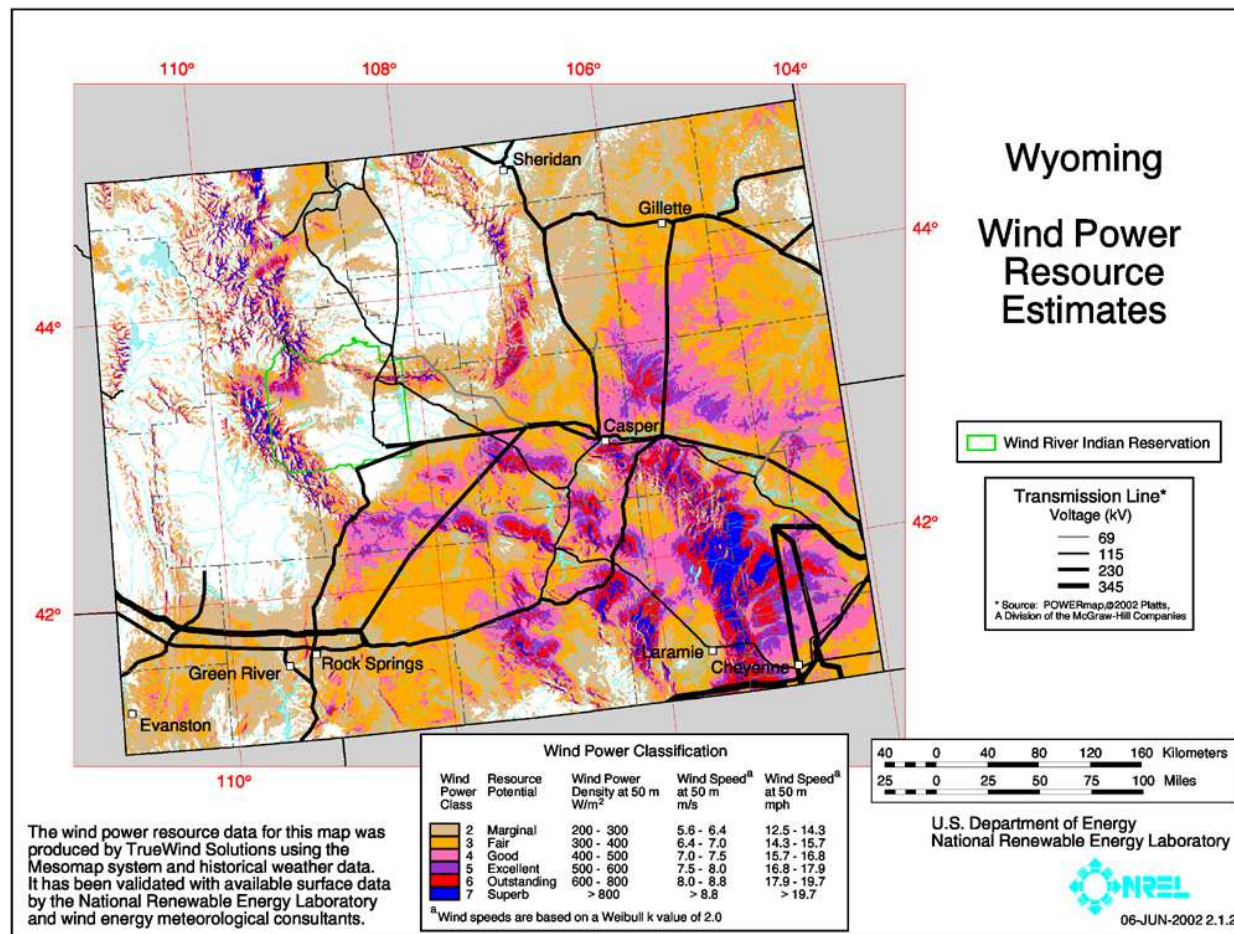 110°
108°
106°
104°
Sheridan
Gillette
44°
44°
Casper
42°
42°
Laramie
Cheyenne
Green River
Rock Springs
Evanston
110°
Wyoming
Wind Power
Resource
Estimates
Wind River Indian Reservation
Transmission Line*
Voltage (kV)
69
115
230
345
* Source: POWERmap,©2002 Platts,
A Division of the McGraw-Hill Companies
Wind Power Classification
Wind Power Class Resource Potential Wind Power Density at 50 m W/m² Wind Speedᵃ at 50 m m/s Wind Speedᵃ at 50 m mph
2 Marginal 200 - 300 5.6 - 6.4 12.5 - 14.3
3 Fair 300 - 400 6.4 - 7.0 14.3 - 15.7
4 Good 400 - 500 7.0 - 7.5 15.7 - 16.8
5 Excellent 500 - 600 7.5 - 8.0 16.8 - 17.9
6 Outstanding 600 - 800 8.0 - 8.8 17.9 - 19.7
7 Superb > 800 > 8.8 > 19.7
ᵃ Wind speeds are based on a Weibull k value of 2.0
40 0 40 80 120 160 Kilometers
25 0 25 50 75 100 Miles
The wind power resource data for this map was
produced by TrueWind Solutions using the
Mesomap system and historical weather data.
It has been validated with available surface data
by the National Renewable Energy Laboratory
and wind energy meteorological consultants.
U.S. Department of Energy
National Renewable Energy Laboratory
NREL
06-JUN-2002 2.1.2